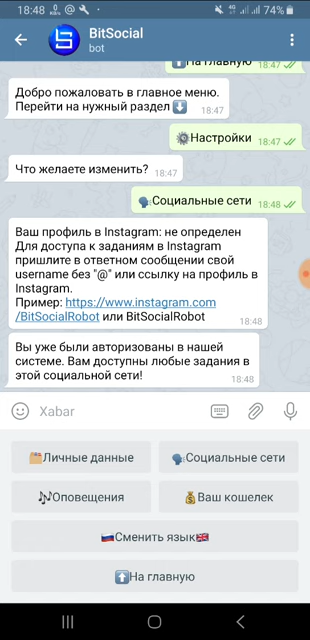 18:48 @ 4G 74%
BitSocial
bot
На главную 18:47
Добро пожаловать в главное меню.
Перейти на нужный раздел⬇️ 18:47
⚙️Настройки 18:47
Что желаете изменить? 18:47
🗣Социальные сети 18:48
Ваш профиль в Instagram: не определен
Для доступа к заданиям в Instagram
пришлите в ответном сообщении свой
username без "@" или ссылку на профиль в
Instagram.
Пример: https://www.instagram.com
/BitSocialRobot или BitSocialRobot
18:48
Вы уже были авторизованы в нашей
системе. Вам доступны любые задания в
этой социальной сети! 18:48
Xabar
🗂Личные данные 🗣Социальные сети
🎶Оповещения 💰Ваш кошелек
🇷🇺Сменить язык🇬🇧
⬆️На главную